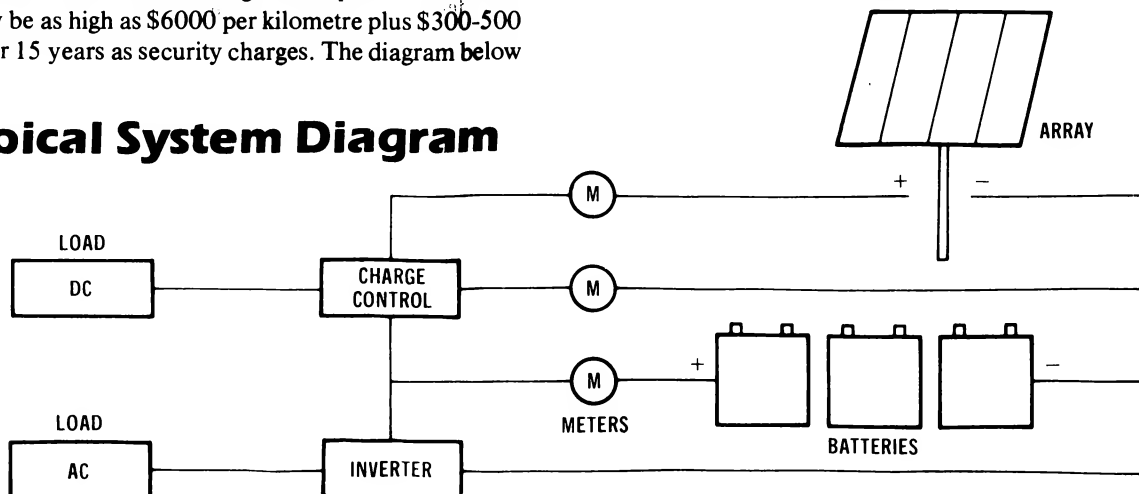 be as high as $6000 per kilometre plus $300-500
15 years as security charges. The diagram below
System Diagram
ARRAY
+ −
M
LOAD
DC
CHARGE
CONTROL
M
+ −
M
METERS
BATTERIES
LOAD
AC
INVERTER